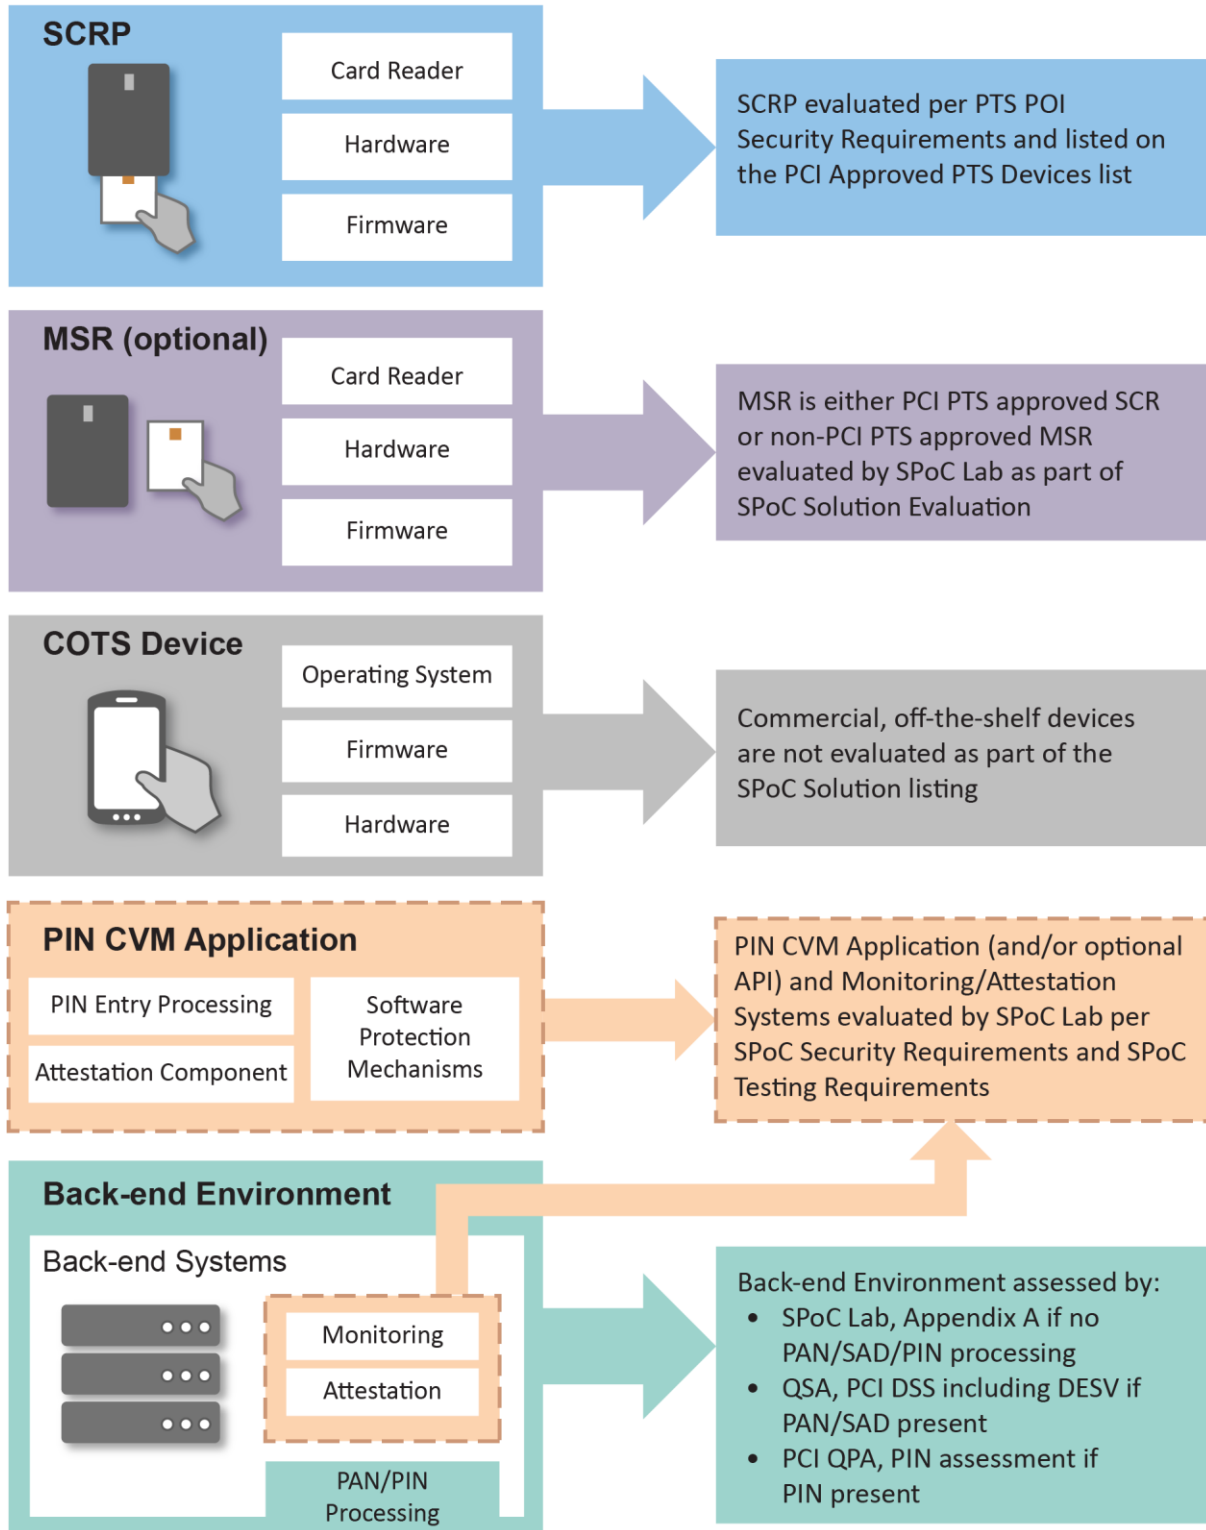 SCRP
Card Reader
Hardware
Firmware
SCRP evaluated per PTS POI
Security Requirements and listed on
the PCI Approved PTS Devices list
MSR (optional)
Card Reader
Hardware
Firmware
MSR is either PCI PTS approved SCR
or non-PCI PTS approved MSR
evaluated by SPoC Lab as part of
SPoC Solution Evaluation
COTS Device
Operating System
Firmware
Hardware
Commercial, off-the-shelf devices
are not evaluated as part of the
SPoC Solution listing
PIN CVM Application
PIN Entry Processing
Attestation Component
Software
Protection
Mechanisms
PIN CVM Application (and/or optional
API) and Monitoring/Attestation
Systems evaluated by SPoC Lab per
SPoC Security Requirements and SPoC
Testing Requirements
Back-end Environment
Back-end Systems
Monitoring
Attestation
PAN/PIN
Processing
Back-end Environment assessed by:
• SPoC Lab, Appendix A if no
PAN/SAD/PIN processing
• QSA, PCI DSS including DESV if
PAN/SAD present
• PCI QPA, PIN assessment if
PIN present